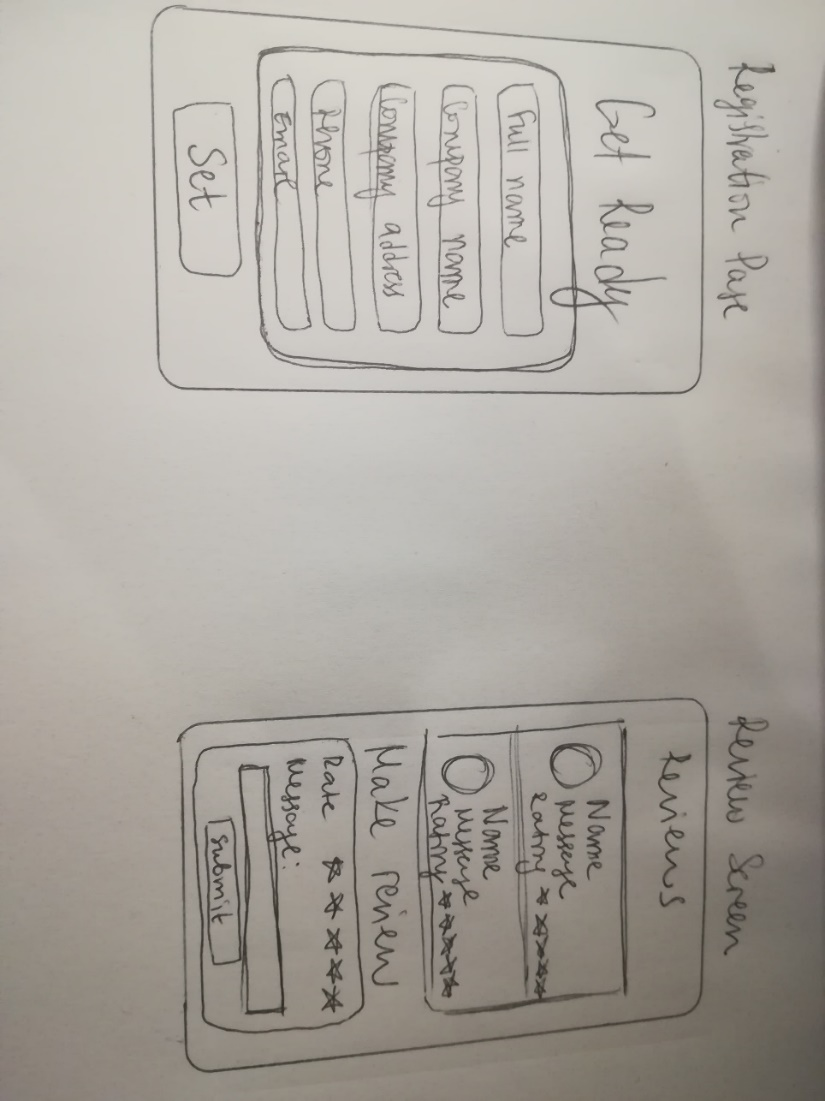 Registration Page
Get Ready
Full name
Company name
Company address
Phone
Email
Set
Review Screen
Reviews
Name
Message
Rating
Name
Message
Rating
Make review
Rate
Message:
Submit